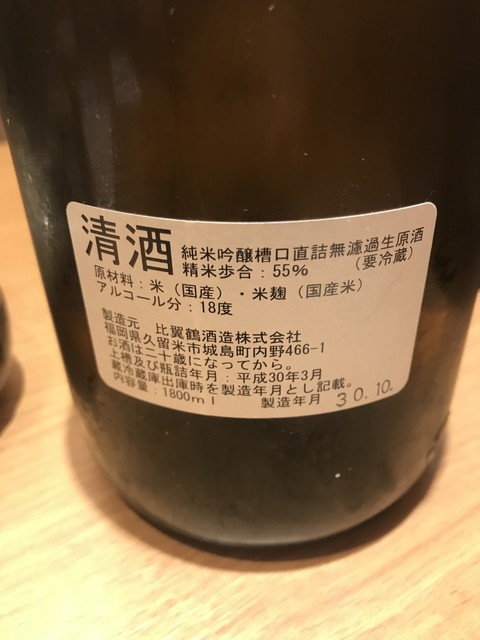 清酒 純米吟醸槽口直詰無濾過生原酒
精米歩合：55% （要冷蔵）
原材料：米（国産）・米麹（国産米）
アルコール分：18度
製造元 比翼鶴酒造株式会社
福岡県久留米市城島町内野466-1
お酒は二十歳になってから。
上槽及び瓶詰年月：平成30年3月
蔵冷蔵庫出庫時を製造年月とし記載。
内容量：1800ml 製造年月 30.10.